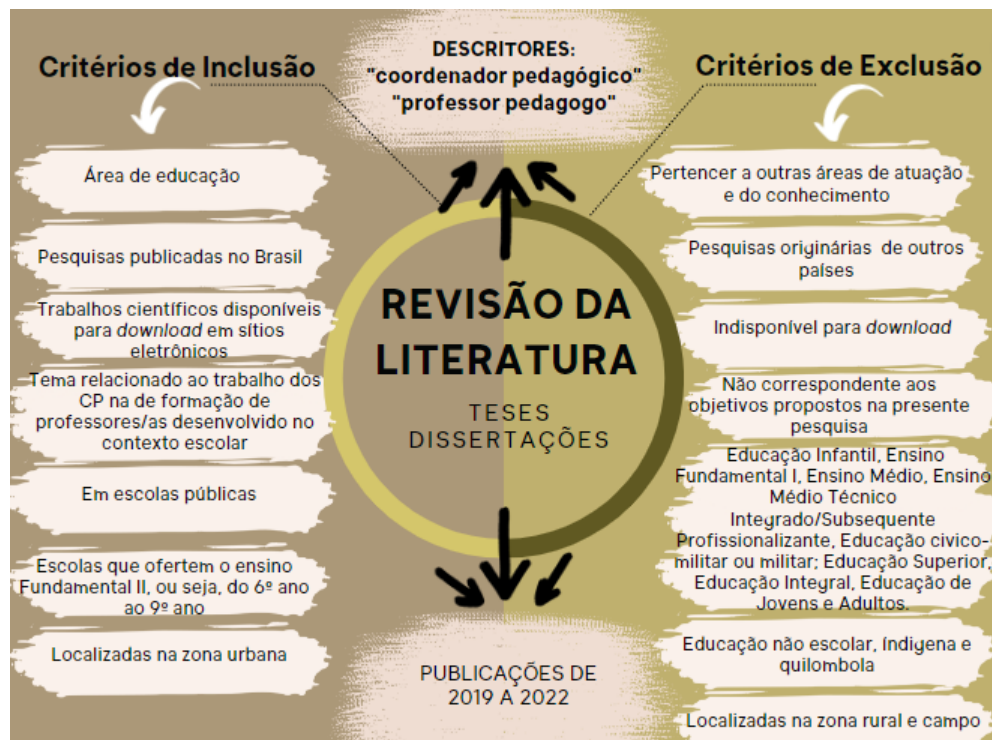 DESCRITORES:
"coordenador pedagógico"
"professor pedagogo"
Critérios de Inclusão
Área de educação
Pesquisas publicadas no Brasil
Trabalhos científicos disponíveis
para download em sítios
eletrônicos
Tema relacionado ao trabalho dos
CP na de formação de
professores/as desenvolvido no
contexto escolar
Em escolas públicas
Escolas que ofertem o ensino
Fundamental II, ou seja, do 6º ano
ao 9º ano
Localizadas na zona urbana
REVISÃO DA
LITERATURA
TESES
DISSERTAÇÕES
PUBLICAÇÕES DE
2019 A 2022
Critérios de Exclusão
Pertencer a outras áreas de atuação
e do conhecimento
Pesquisas originárias de outros
países
Indisponível para download
Não correspondente aos
objetivos propostos na presente
pesquisa
Educação Infantil, Ensino
Fundamental I, Ensino Médio, Ensino
Médio Técnico
Integrado/Subsequente
Profissionalizante, Educação civico-
militar ou militar; Educação Superior,
Educação Integral, Educação de
Jovens e Adultos.
Educação não escolar, índigena e
quilombola
Localizadas na zona rural e campo